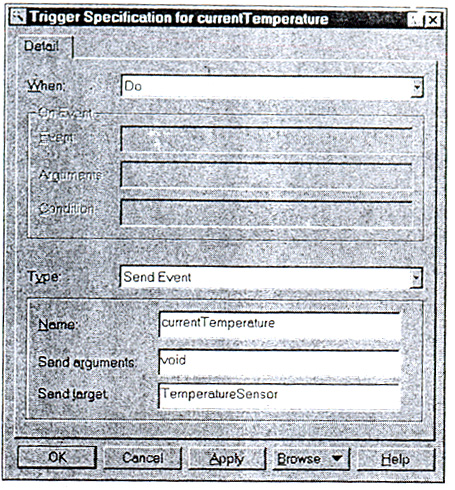 Trigger Specification for currentTemperature
Detail
When: Do
On Event
Event
Arguments
Condition
Type: Send Event
Name: currentTemperature
Send arguments: void
Send target TemperatureSensor
OK Cancel Apply Browse Help